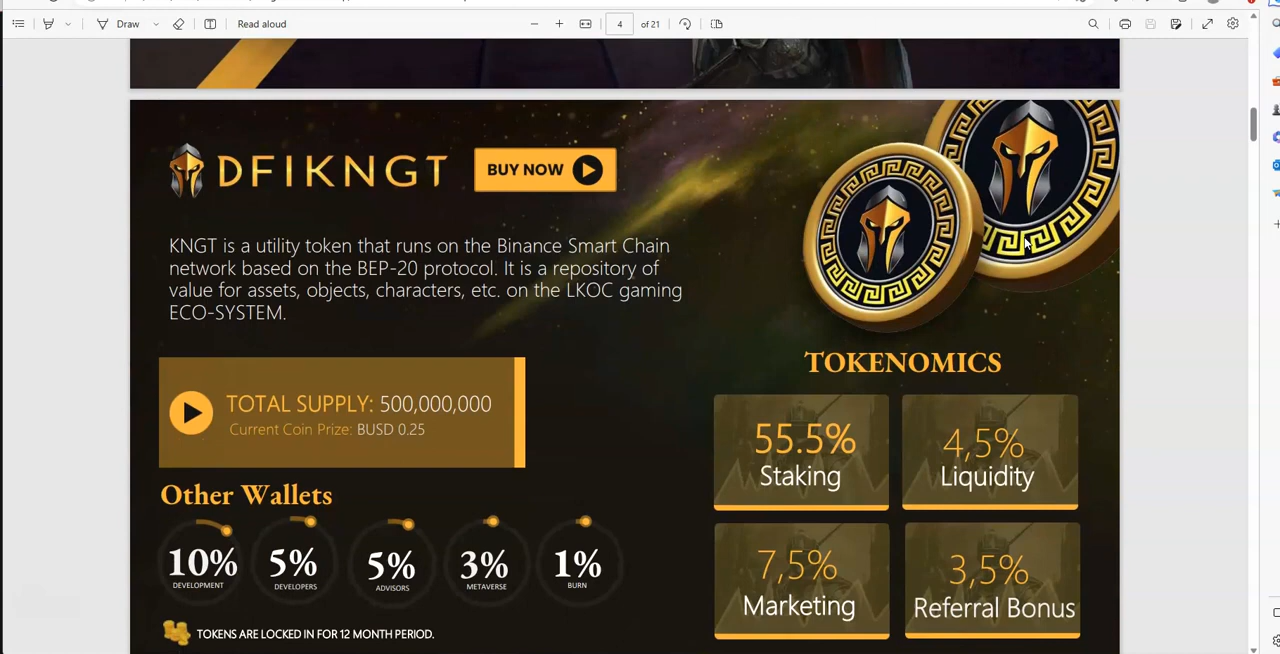 Draw
Read aloud
4
of 21
DFIKNGT
BUY NOW
KNGT is a utility token that runs on the Binance Smart Chain
network based on the BEP-20 protocol. It is a repository of
value for assets, objects, characters, etc. on the LKOC gaming
ECO-SYSTEM.
TOTAL SUPPLY: 500,000,000
Current Coin Prize: BUSD 0.25
Other Wallets
10%
DEVELOPMENT
5%
DEVELOPERS
5%
ADVISORS
3%
METAVERSE
1%
BURN
TOKENS ARE LOCKED IN FOR 12 MONTH PERIOD.
TOKENOMICS
55.5%
Staking
4,5%
Liquidity
7,5%
Marketing
3,5%
Referral Bonus